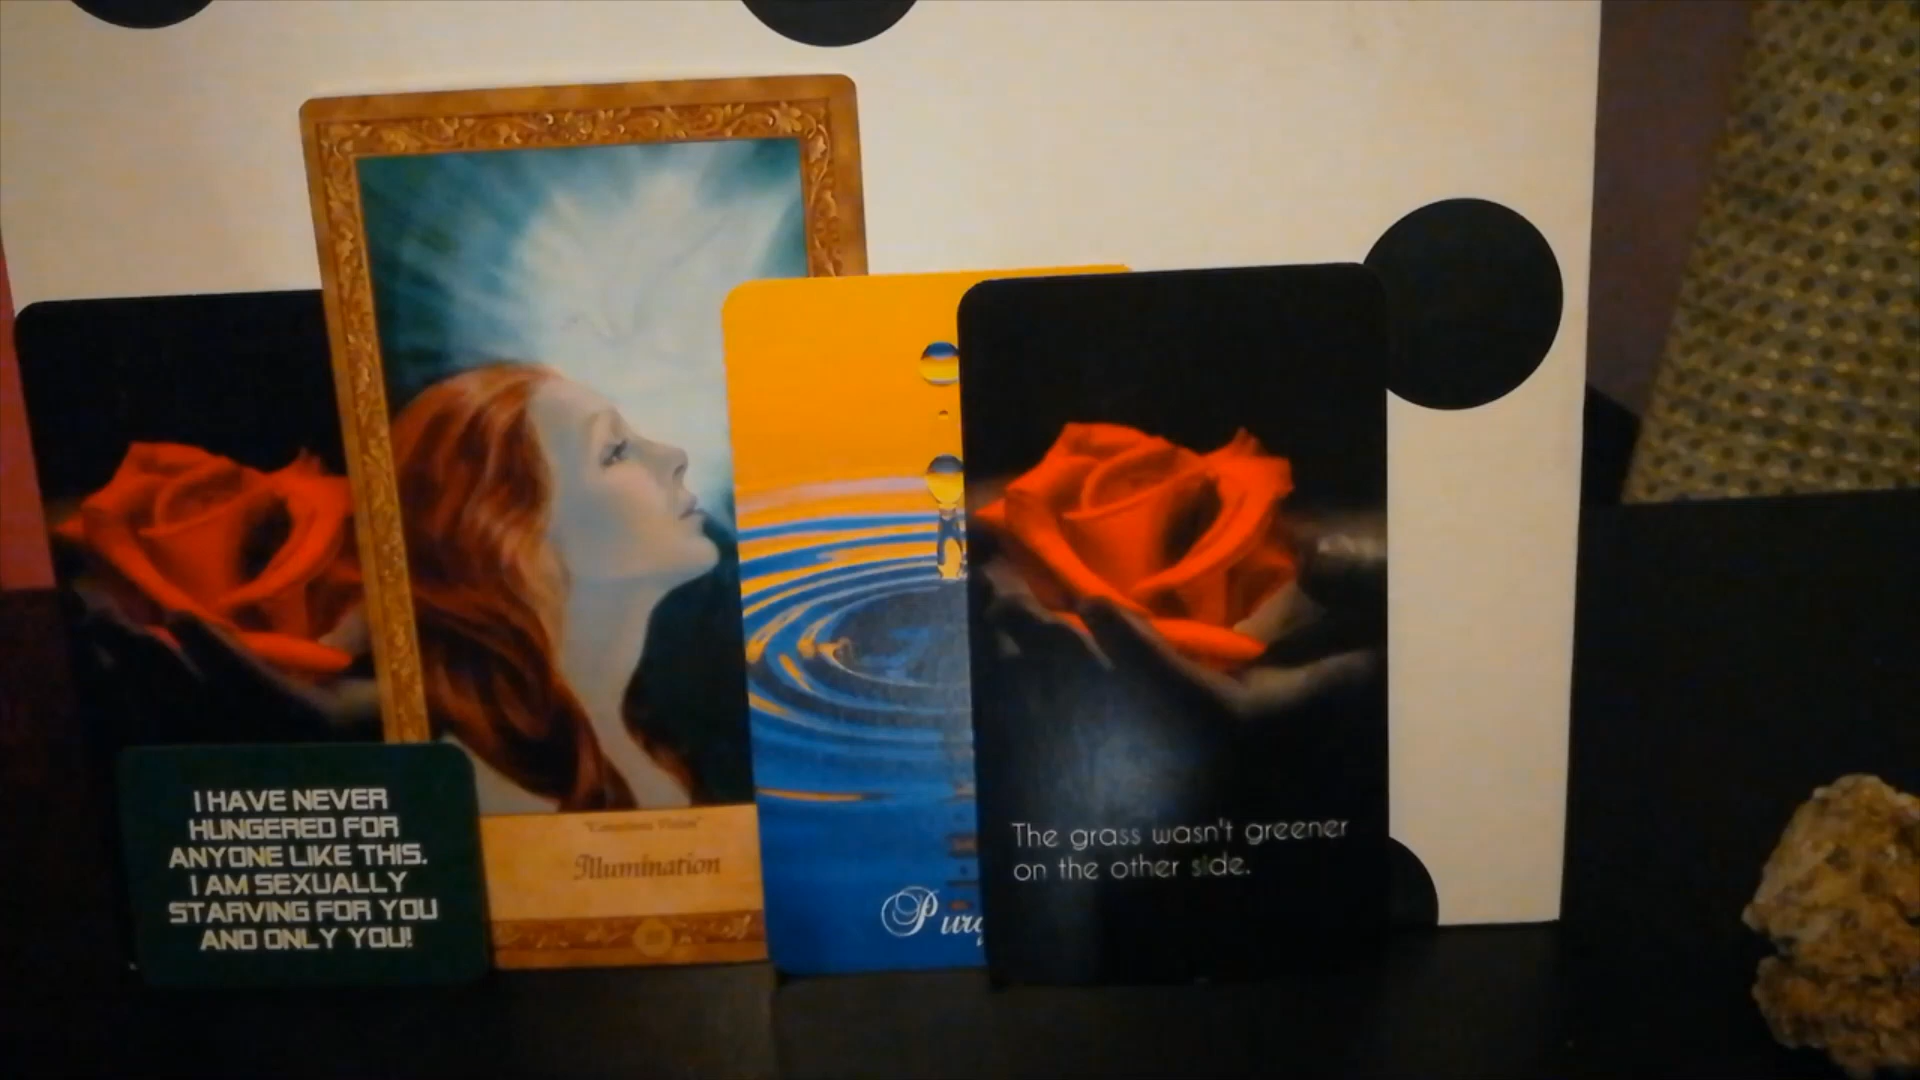 I HAVE NEVER
HUNGERED FOR
ANYONE LIKE THIS.
I AM SEXUALLY
STARVING FOR YOU
AND ONLY YOU!
Illumination
The grass wasn't greener
on the other side.